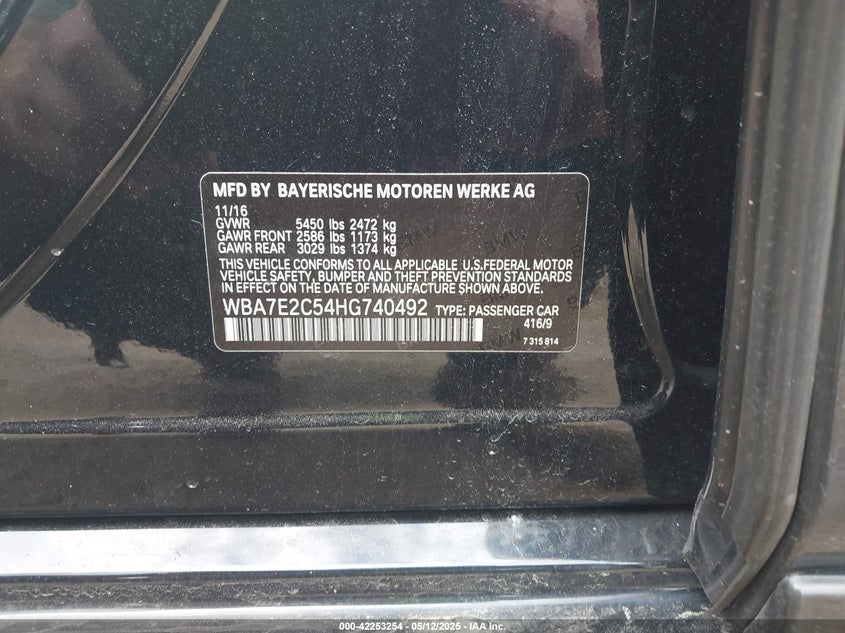 MFD BY BAYERISCHE MOTOREN WERKE AG
11/16
GVWR 5450 lbs 2472 kg
GAWR FRONT 2586 lbs 1173 kg
GAWR REAR 3029 lbs 1374 kg
THIS VEHICLE CONFORMS TO ALL APPLICABLE U.S.FEDERAL MOTOR
VEHICLE SAFETY, BUMPER AND THEFT PREVENTION STANDARDS
IN EFFECT ON THE DATE OF MANUFACTURE SHOWN ABOVE.
WBA7E2C54HG740492 TYPE: PASSENGER CAR
416/9
7 315 814
000-42253254 - 05/12/2025 - IAA Inc.